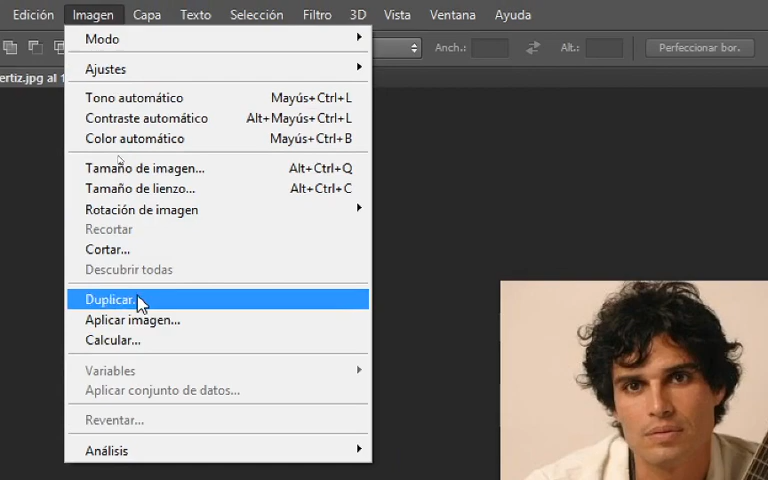 Edición Imagen Capa Texto Selección Filtro 3D Vista Ventana Ayuda
Anch.: Alt.: Perfeccionar bor.
ertiz.jpg al 1
Modo
Ajustes
Tono automático Mayús+Ctrl+L
Contraste automático Alt+Mayús+Ctrl+L
Color automático Mayús+Ctrl+B
Tamaño de imagen... Alt+Ctrl+Q
Tamaño de lienzo... Alt+Ctrl+C
Rotación de imagen
Recortar
Cortar...
Descubrir todas
Duplicar...
Aplicar imagen...
Calcular...
Variables
Aplicar conjunto de datos...
Reventar...
Análisis